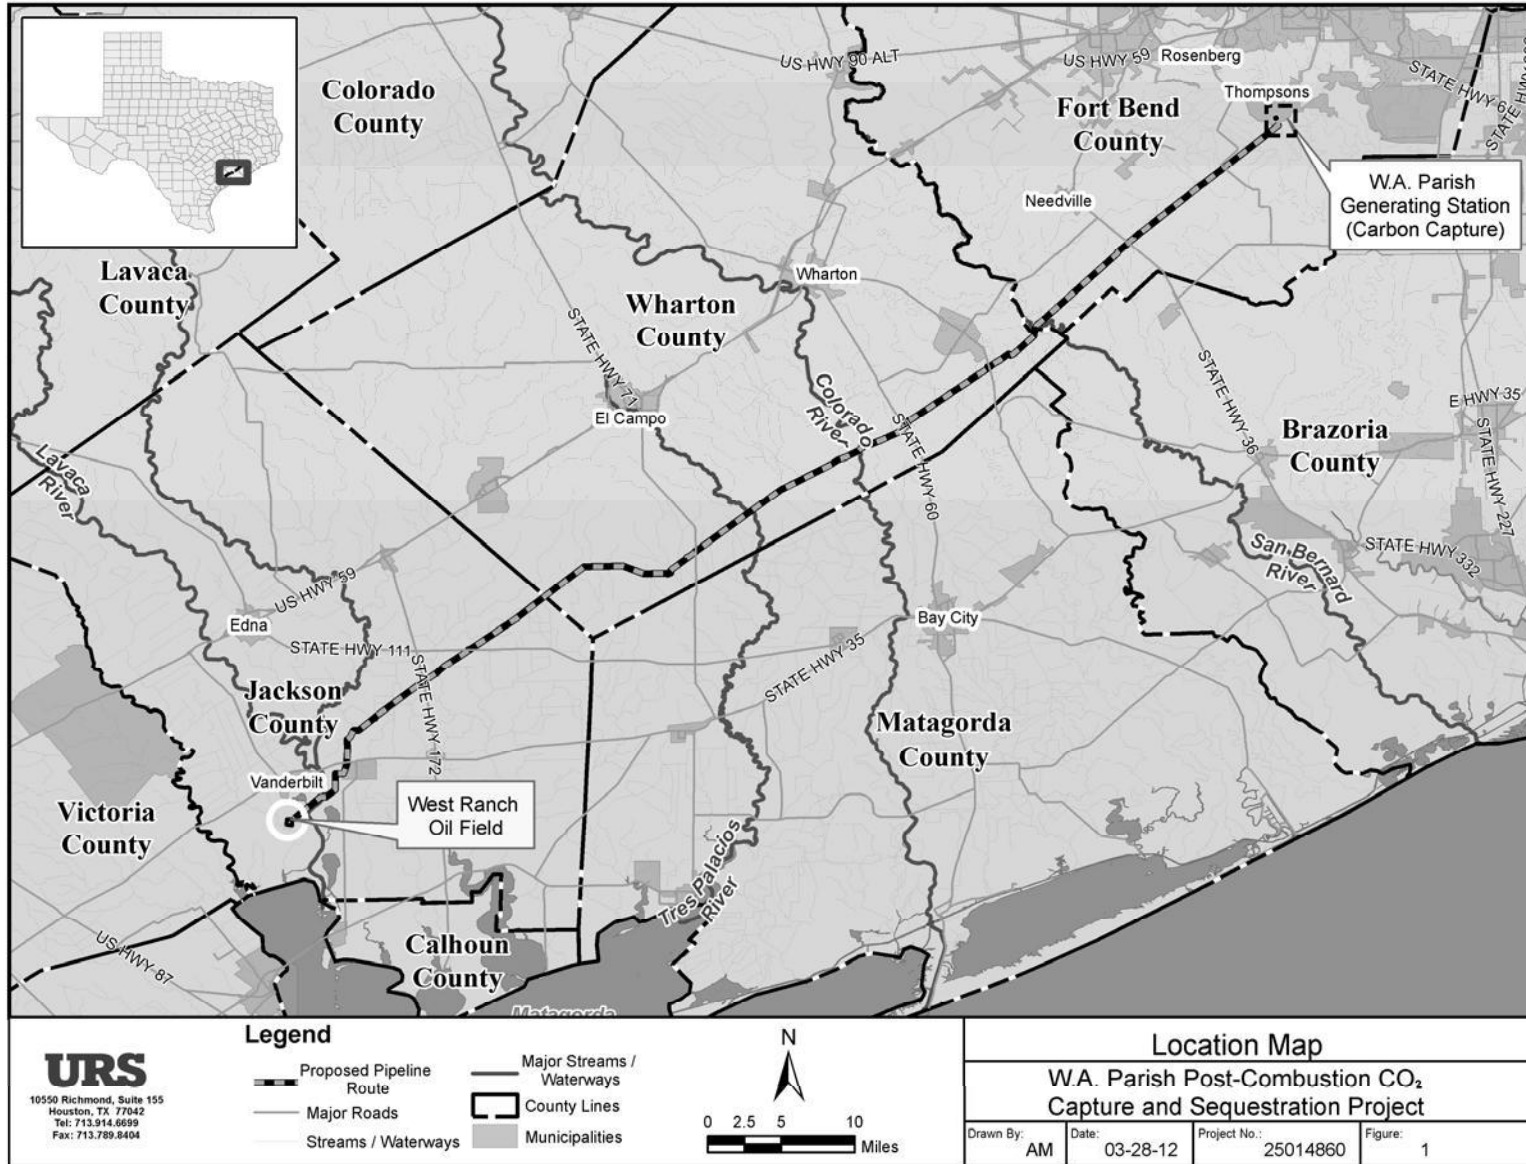 Colorado
County
US HWY 90 ALT
US HWY 59
Rosenberg
STATE HWY 6
Thompsons
Fort Bend
County
W.A. Parish
Generating Station
(Carbon Capture)
Needville
Lavaca
County
Wharton
Wharton
County
STATE HWY 71
El Campo
Colorado
River
STATE HWY 60
STATE HWY 36
E HWY 35
Brazoria
County
STATE HWY 227
Lavaca
River
San Bernard
River
STATE HWY 332
US HWY 59
Edna
STATE HWY 111
STATE HWY 172
Bay City
STATE HWY 35
Jackson
County
Matagorda
County
Vanderbilt
West Ranch
Oil Field
Victoria
County
Tres Palacios
River
US HWY 87
Calhoun
County
Matagorda
Legend
URS
10550 Richmond, Suite 155
Houston, TX 77042
Tel: 713.914.6699
Fax: 713.789.8404
Proposed Pipeline
Route
Major Roads
Streams / Waterways
Major Streams /
Waterways
County Lines
Municipalities
N
0 2.5 5 10
Miles
Location Map
W.A. Parish Post-Combustion CO₂
Capture and Sequestration Project
Drawn By: AM
Date: 03-28-12
Project No.: 25014860
Figure: 1